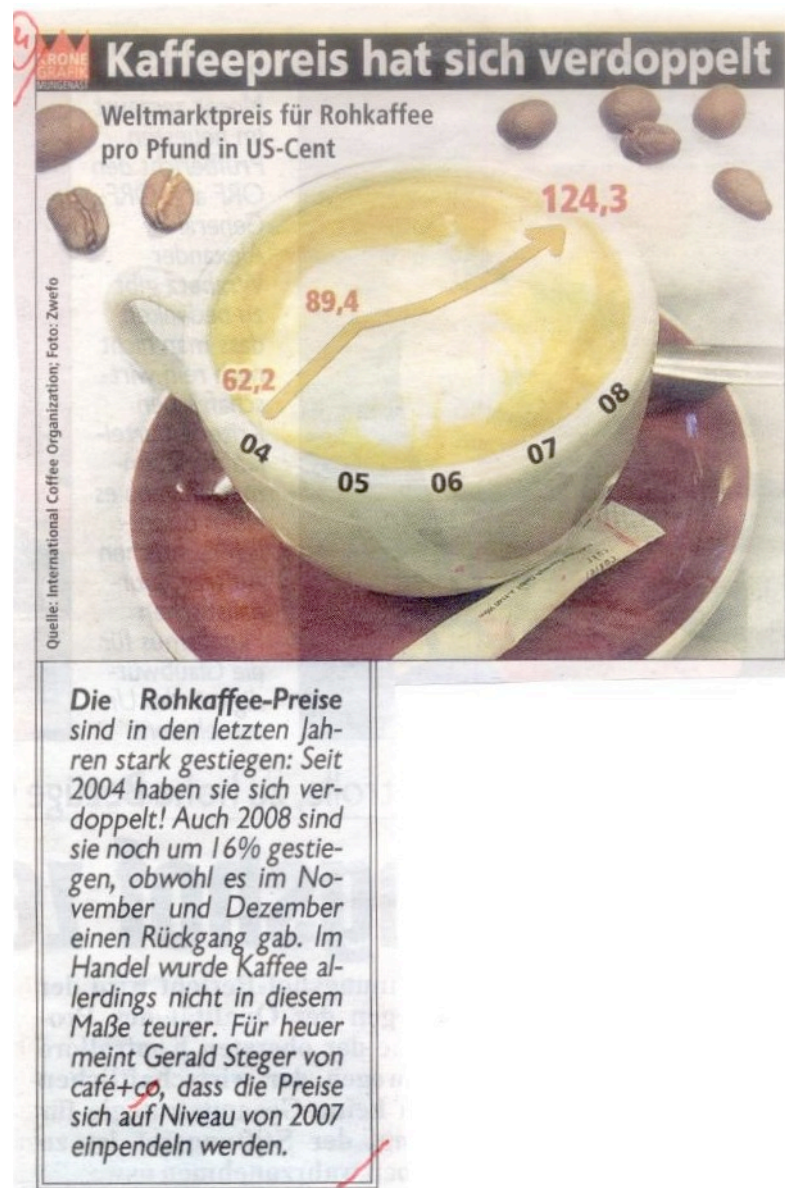 4
KRONE
GRAFIK
MUNGENAST
Kaffeepreis hat sich verdoppelt
Weltmarktpreis für Rohkaffee
pro Pfund in US-Cent
124,3
89,4
62,2
04
05
06
07
08
Quelle: International Coffee Organization; Foto: Zwefo
Die Rohkaffee-Preise
sind in den letzten Jah-
ren stark gestiegen: Seit
2004 haben sie sich ver-
doppelt! Auch 2008 sind
sie noch um 16% gestie-
gen, obwohl es im No-
vember und Dezember
einen Rückgang gab. Im
Handel wurde Kaffee al-
lerdings nicht in diesem
Maße teurer. Für heuer
meint Gerald Steger von
café+co, dass die Preise
sich auf Niveau von 2007
einpendeln werden.